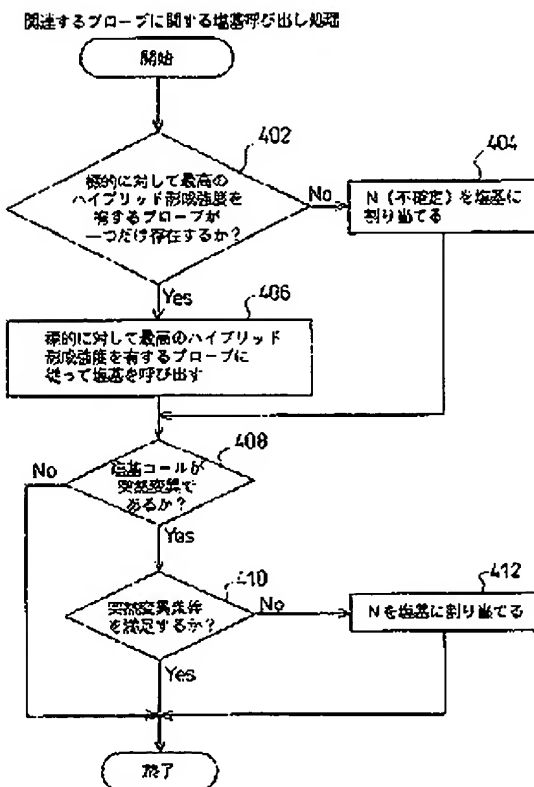 関連するプローブに関する塩基呼び出し処理
開始
402
標的に対して最高の
ハイブリッド形成強度を
有するプローブが
一つだけ存在するか?
No
404
N(不確定)を塩基に
割り当てる
Yes
406
標的に対して最高のハイブリッド
形成強度を有するプローブに
従って塩基を呼び出す
408
塩基コールが
突然変異で
あるか?
No
Yes
410
突然変異条件
を満足するか?
No
412
Nを塩基に割り当てる
Yes
終了